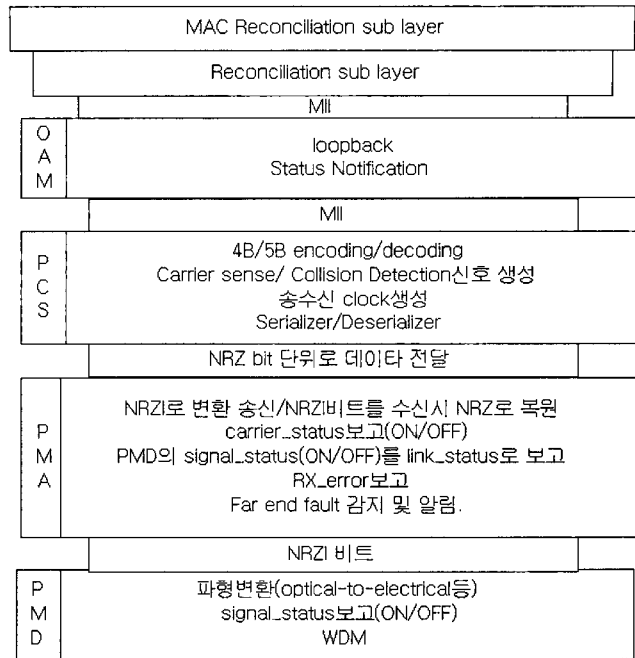 MAC Reconciliation sub layer
Reconciliation sub layer
MII
OAM
loopback
Status Notification
MII
PCS
4B/5B encoding/decoding
Carrier sense/ Collision Detection신호 생성
송수신 clock생성
Serializer/Deserializer
NRZ bit 단위로 데이타 전달
PMA
NRZI로 변환 송신/NRZI비트를 수신시 NRZ로 복원
carrier_status보고(ON/OFF)
PMD의 signal_status(ON/OFF)를 link_status로 보고
RX_error보고
Far end fault 감지 및 알림.
NRZI 비트
PMD
파형변환(optical-to-electrical등)
signal_status보고(ON/OFF)
WDM